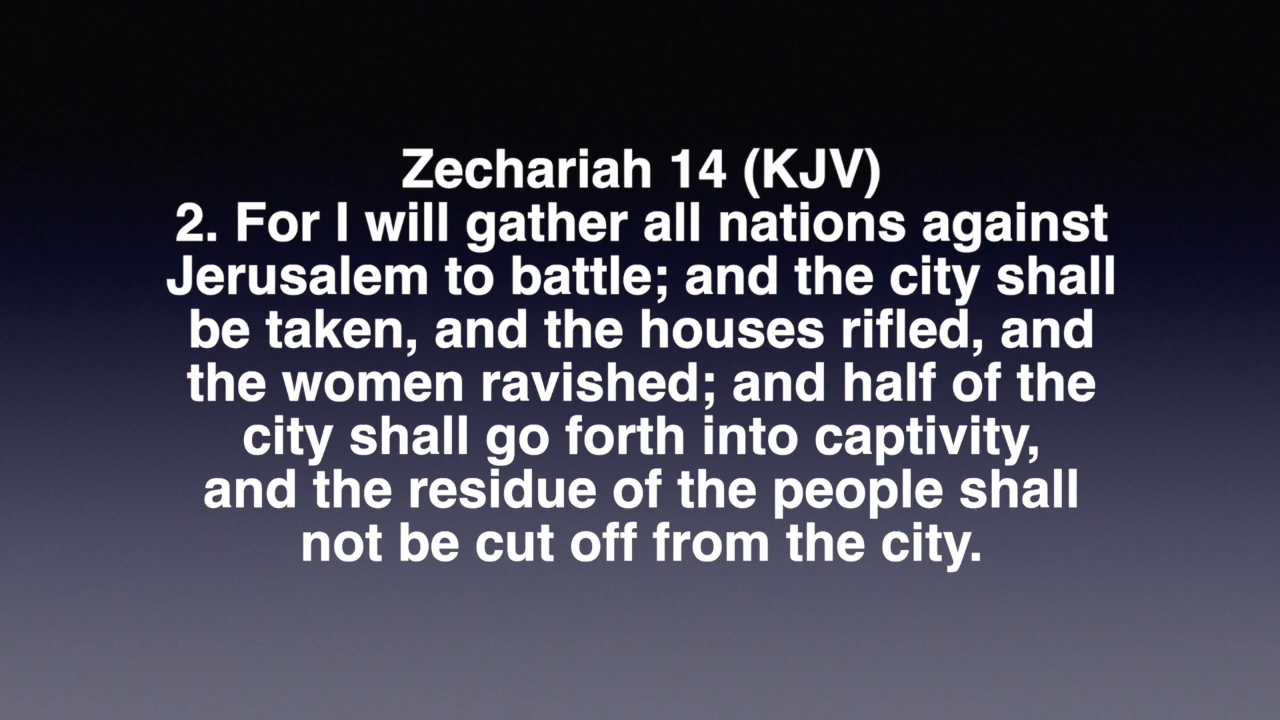 Zechariah 14 (KJV)
2. For I will gather all nations against
Jerusalem to battle; and the city shall
be taken, and the houses rifled, and
the women ravished; and half of the
city shall go forth into captivity,
and the residue of the people shall
not be cut off from the city.